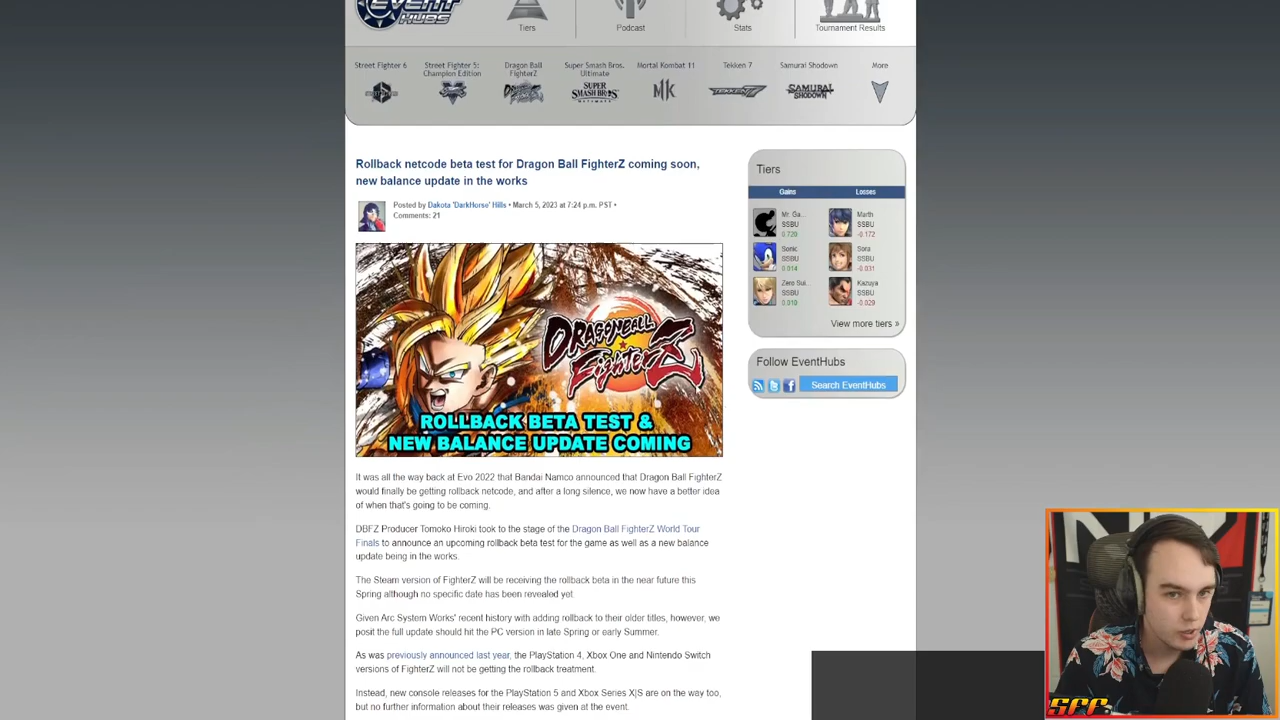 EVENT
HUBS
Tiers
Podcast
Stats
Tournament Results
Street Fighter 6
Street Fighter 5:
Champion Edition
Dragon Ball
FighterZ
Super Smash Bros.
Ultimate
Mortal Kombat 11
Tekken 7
Samurai Shodown
More
SUPER
SMASH BROS
ULTIMATE
TEKKEN 7
SAMURAI
SHODOWN
Rollback netcode beta test for Dragon Ball FighterZ coming soon,
new balance update in the works
Posted by Dakota 'DarkHorse' Hills • March 5, 2023 at 7:24 p.m. PST •
Comments: 21
DRAGONBALL
FighterZ
ROLLBACK BETA TEST &
NEW BALANCE UPDATE COMING
It was all the way back at Evo 2022 that Bandai Namco announced that Dragon Ball FighterZ
would finally be getting rollback netcode, and after a long silence, we now have a better idea
of when that's going to be coming.
DBFZ Producer Tomoko Hiroki took to the stage of the Dragon Ball FighterZ World Tour
Finals to announce an upcoming rollback beta test for the game as well as a new balance
update being in the works.
The Steam version of FighterZ will be receiving the rollback beta in the near future this
Spring although no specific date has been revealed yet.
Given Arc System Works' recent history with adding rollback to their older titles, however, we
posit the full update should hit the PC version in late Spring or early Summer.
As was previously announced last year, the PlayStation 4, Xbox One and Nintendo Switch
versions of FighterZ will not be getting the rollback treatment.
Instead, new console releases for the PlayStation 5 and Xbox Series X|S are on the way too,
but no further information about their releases was given at the event.
Tiers
Gains
Losses
Mr. Ga...
SSBU
0.720
Marth
SSBU
-0.172
Sonic
SSBU
0.014
Sora
SSBU
-0.031
Zero Sui...
SSBU
0.010
Kazuya
SSBU
-0.029
View more tiers »
Follow EventHubs
Search EventHubs
SFF